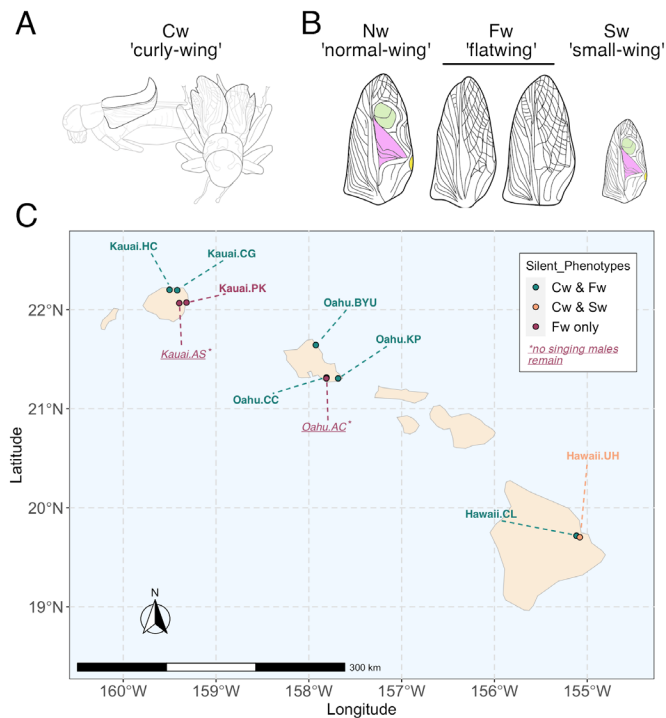 A
Cw
'curly-wing'
B
Nw
'normal-wing'
Fw
'flatwing'
Sw
'small-wing'
C
Kauai.HC
Kauai.CG
Kauai.PK
Kauai.AS*
Oahu.BYU
Oahu.KP
Oahu.CC
Oahu.AC*
Hawaii.UH
Hawaii.CL
Silent_Phenotypes
Cw & Fw
Cw & Sw
Fw only
*no singing males
remain
22°N
21°N
20°N
19°N
Latitude
N
300 km
160°W
159°W
158°W
157°W
156°W
155°W
Longitude